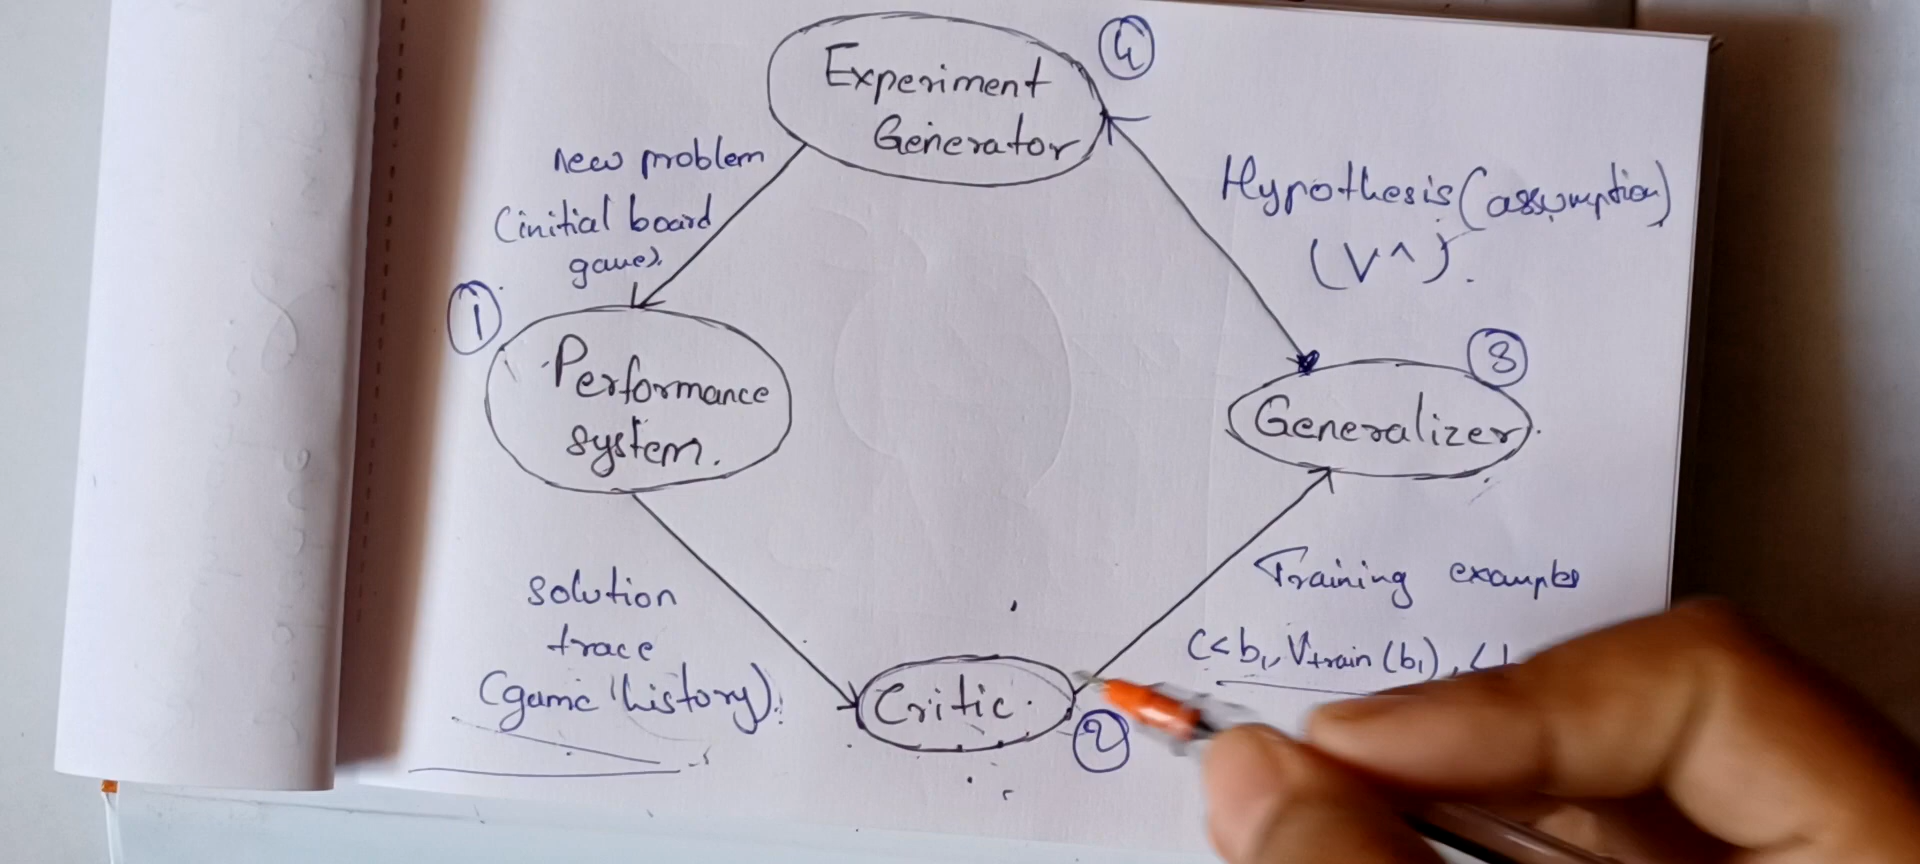 4
Experiment
Generator
new problem
(initial board
game).
Hypothesis (assumption)
(V^).
1
Performance
system.
3
Generalizer.
solution
trace
(game history).
Training examples
(<b1, Vtrain (b1), <
Critic.
2